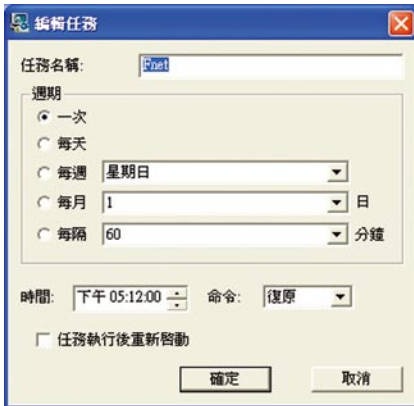 編輯任務
任務名稱: Fnet
週期
一次
每天
每週 星期日
每月 1 日
每隔 60 分鐘
時間: 下午 05:12:00 命令: 復原
任務執行後重新啓動
確定 取消